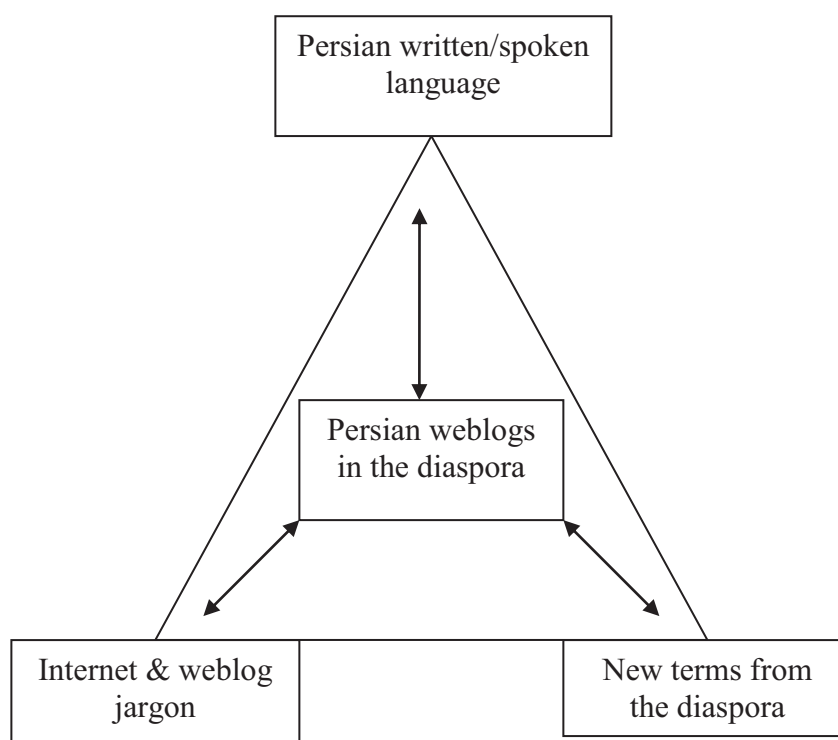 Persian written/spoken
language
Persian weblogs
in the diaspora
Internet & weblog
jargon
New terms from
the diaspora